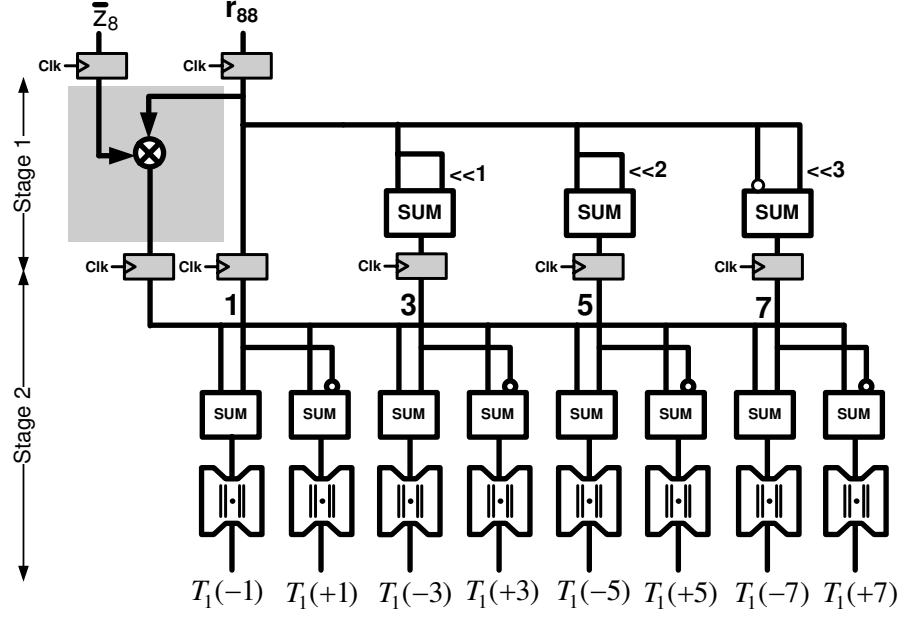 z̄₈ r₈₈
Clk Clk
Stage 1
<<1 <<2 <<3
SUM SUM SUM
Clk Clk Clk Clk Clk
1 3 5 7
Stage 2
SUM SUM SUM SUM SUM SUM SUM SUM
||·|| ||·|| ||·|| ||·|| ||·|| ||·|| ||·|| ||·||
T₁(−1) T₁(+1) T₁(−3) T₁(+3) T₁(−5) T₁(+5) T₁(−7) T₁(+7)